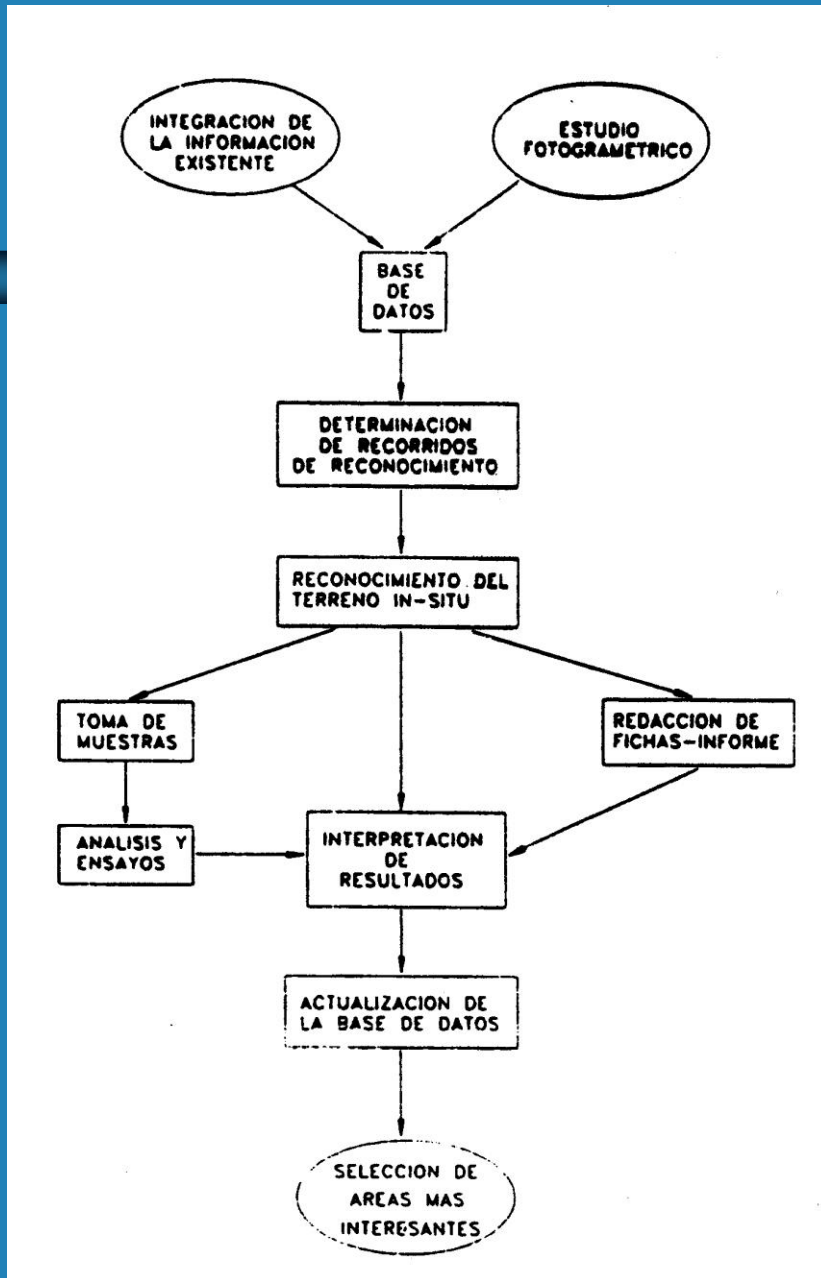 INTEGRACION DE
LA INFORMACION
EXISTENTE
ESTUDIO
FOTOGRAMETRICO
BASE
DE
DATOS
DETERMINACION
DE RECORRIDOS
DE RECONOCIMIENTO
RECONOCIMIENTO DEL
TERRENO IN-SITU
TOMA DE
MUESTRAS
REDACCION DE
FICHAS-INFORME
ANALISIS Y
ENSAYOS
INTERPRETACION
DE
RESULTADOS
ACTUALIZACION DE
LA BASE DE DATOS
SELECCION DE
AREAS MAS
INTERESANTES